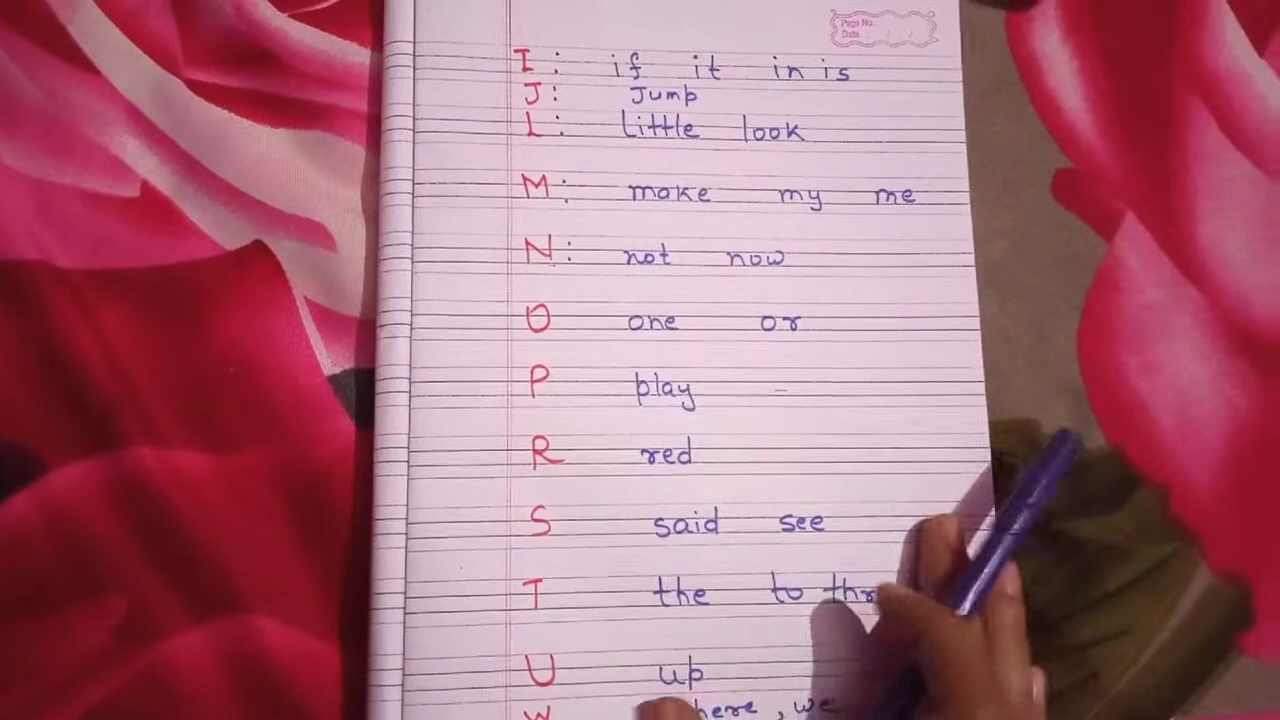 Page No.
Date / /
I : if it in is
J : Jump
L : Little look
M : make my me
N : not now
O one or
P play -
R red
S said see
T the to
U up
W we